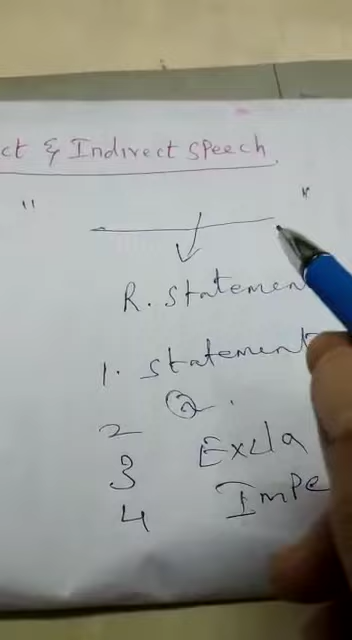 ct & Indirect Speech
" "
R. Statemen
1. Statement
2 Q.
3 Excla
4 Impe